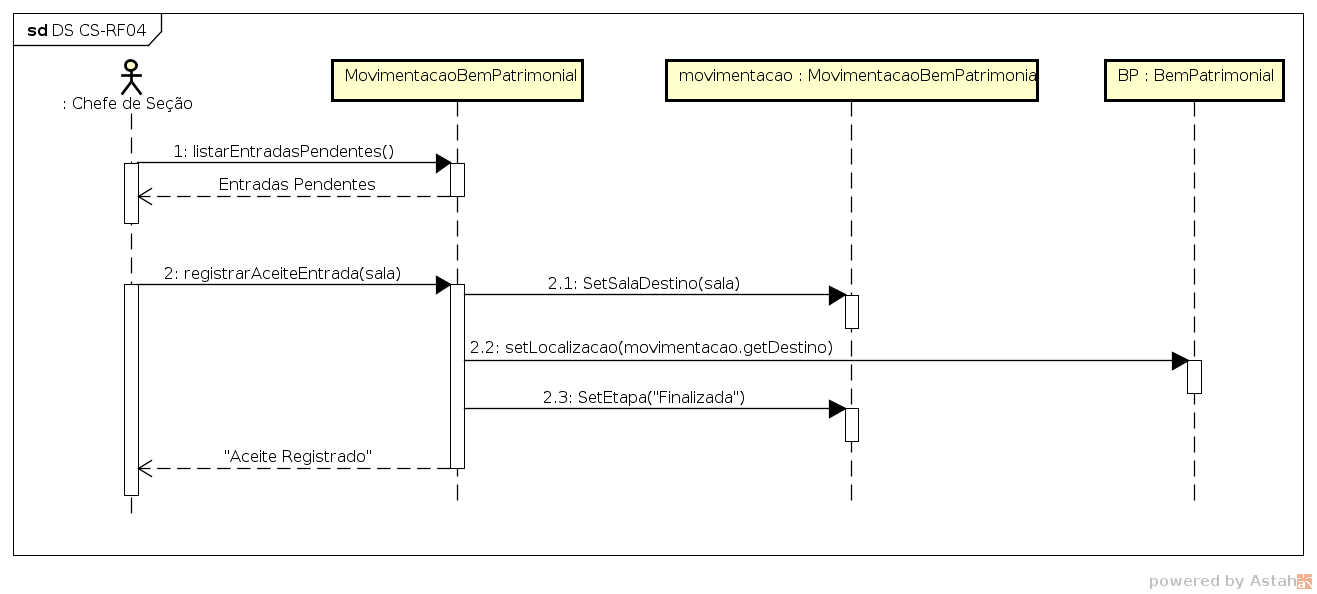 sd DS CS-RF04
: Chefe de Seção
MovimentacaoBemPatrimonial
movimentacao : MovimentacaoBemPatrimonia
BP : BemPatrimonial
1: listarEntradasPendentes()
Entradas Pendentes
2: registrarAceiteEntrada(sala)
2.1: SetSalaDestino(sala)
2.2: setLocalizacao(movimentacao.getDestino)
2.3: SetEtapa("Finalizada")
"Aceite Registrado"
powered by Astah